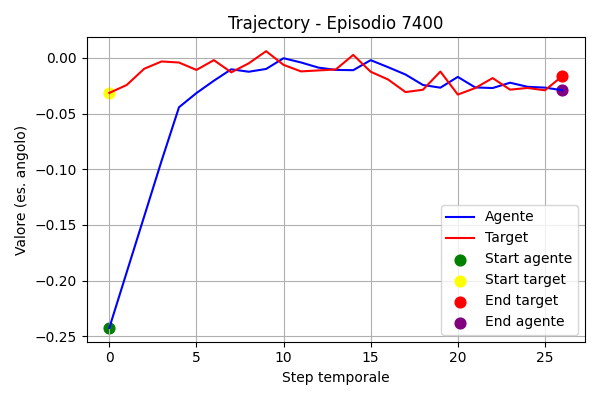 Trajectory - Episodio 7400
Valore (es. angolo)
0.00
−0.05
−0.10
−0.15
−0.20
−0.25
0
5
10
15
20
25
Step temporale
Agente
Target
Start agente
Start target
End target
End agente